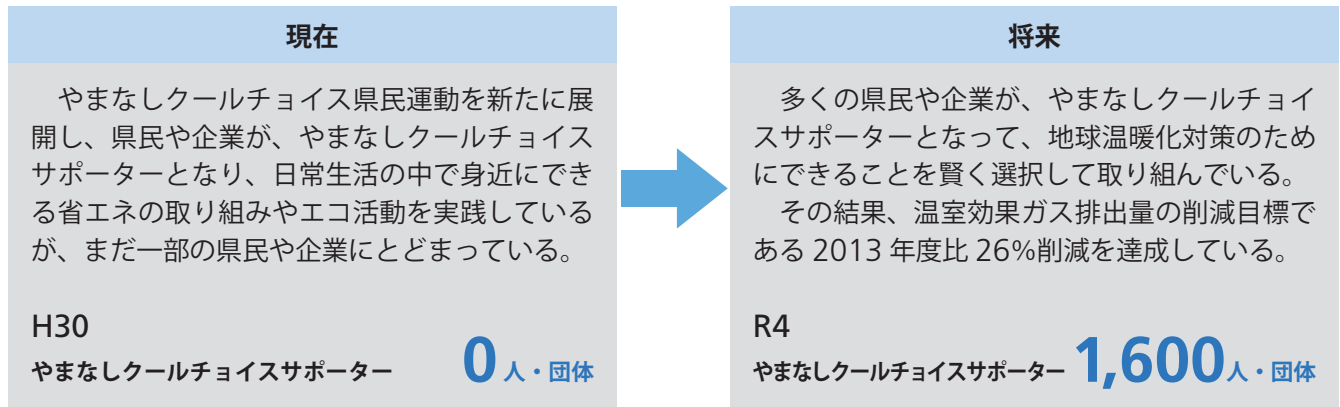 現在
やまなしクールチョイス県民運動を新たに展
開し、県民や企業が、やまなしクールチョイス
サポーターとなり、日常生活の中で身近にでき
る省エネの取り組みやエコ活動を実践している
が、まだ一部の県民や企業にとどまっている。
H30
やまなしクールチョイスサポーター 0人・団体
将来
多くの県民や企業が、やまなしクールチョイ
スサポーターとなって、地球温暖化対策のため
にできることを賢く選択して取り組んでいる。
その結果、温室効果ガス排出量の削減目標で
ある 2013 年度比 26%削減を達成している。
R4
やまなしクールチョイスサポーター 1,600人・団体